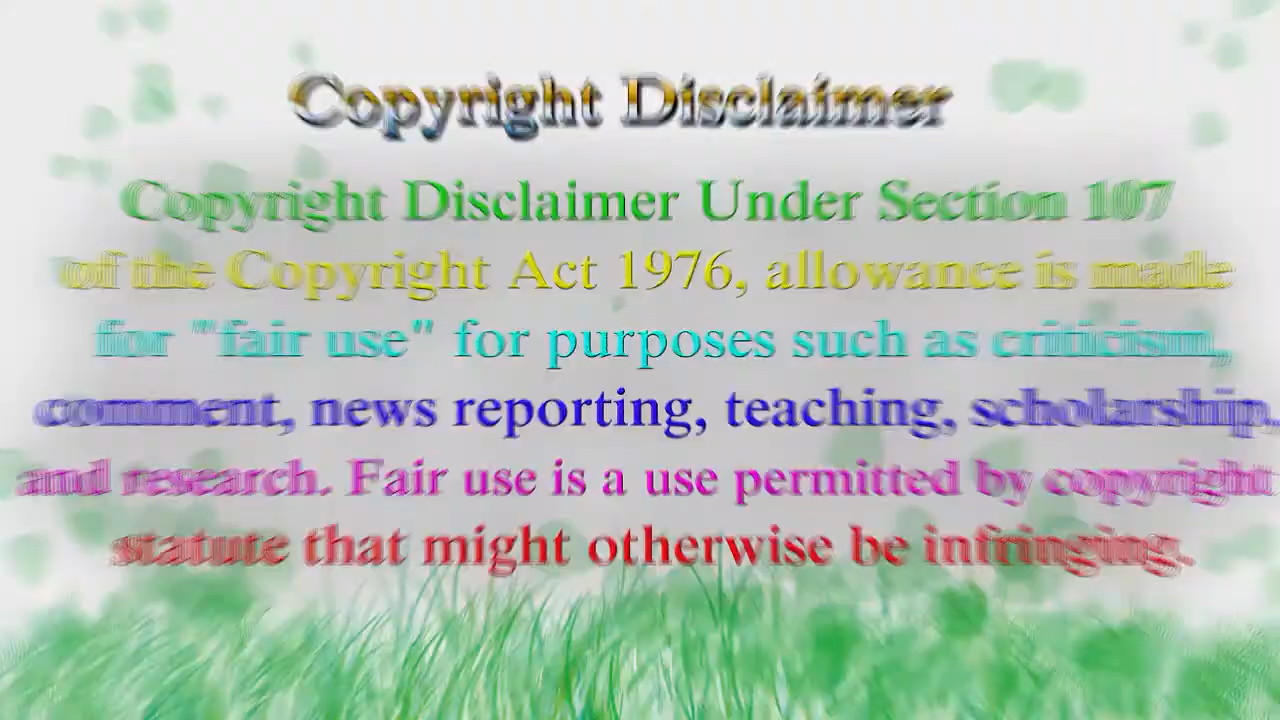 Copyright Disclaimer
Copyright Disclaimer Under Section 107
of the Copyright Act 1976, allowance is made
for "fair use" for purposes such as criticism,
comment, news reporting, teaching, scholarship,
and research. Fair use is a use permitted by copyright
statute that might otherwise be infringing.